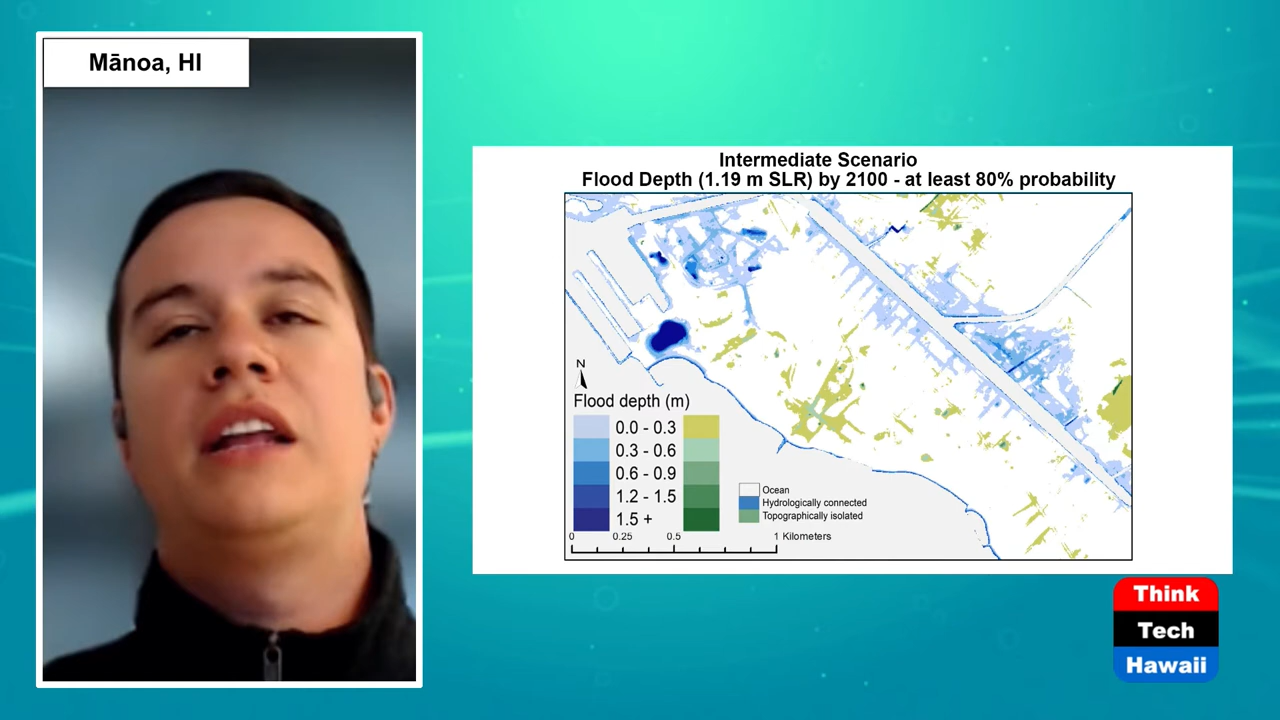 Mānoa, HI
Intermediate Scenario
Flood Depth (1.19 m SLR) by 2100 - at least 80% probability
N
Flood depth (m)
0.0 - 0.3
0.3 - 0.6
0.6 - 0.9
1.2 - 1.5
1.5 +
Ocean
Hydrologically connected
Topographically isolated
0 0.25 0.5 1 Kilometers
Think
Tech
Hawaii